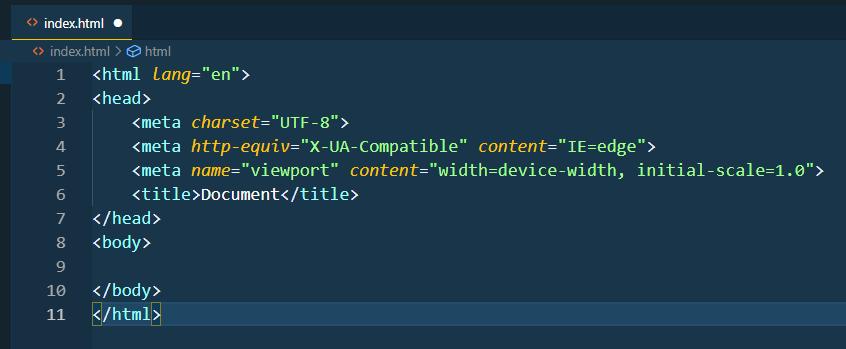 index.html
index.html > html
1 <html lang="en">
2 <head>
3     <meta charset="UTF-8">
4     <meta http-equiv="X-UA-Compatible" content="IE=edge">
5     <meta name="viewport" content="width=device-width, initial-scale=1.0">
6     <title>Document</title>
7 </head>
8 <body>
9
10 </body>
11 </html>